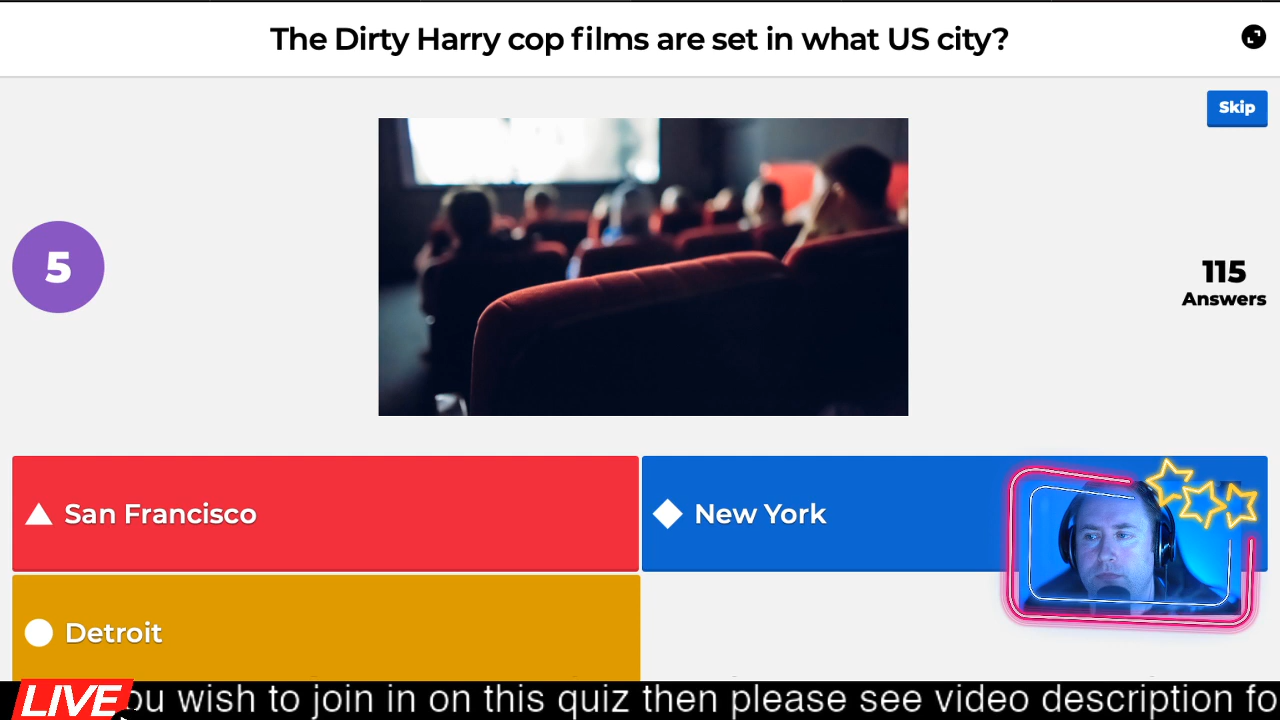 The Dirty Harry cop films are set in what US city?
Skip
5
115
Answers
San Francisco
New York
Detroit
LIVE
ou wish to join in on this quiz then please see video description fo